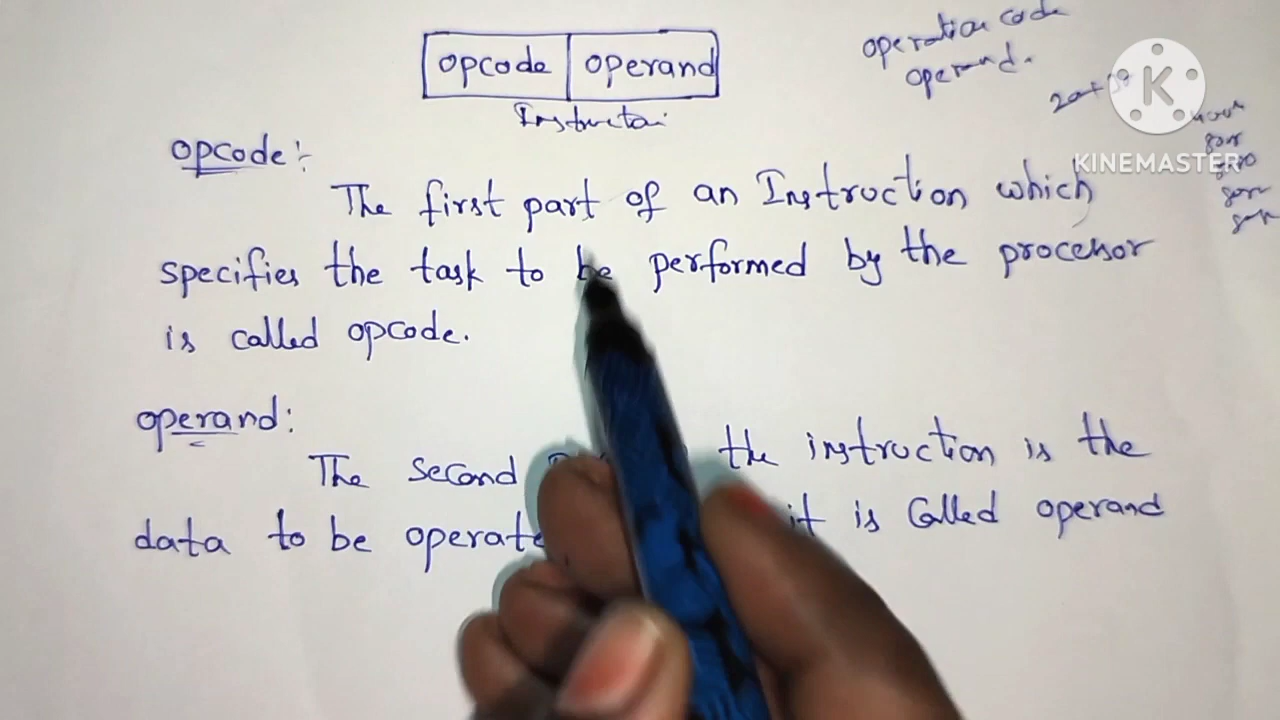 opcode operand
operation code
operand.
opcode :-
The first part of an Instruction which
specifies the task to be performed by the processor
is called opcode.
operand :
The second the instruction is the
data to be operate it is called operand
K
KINEMASTER